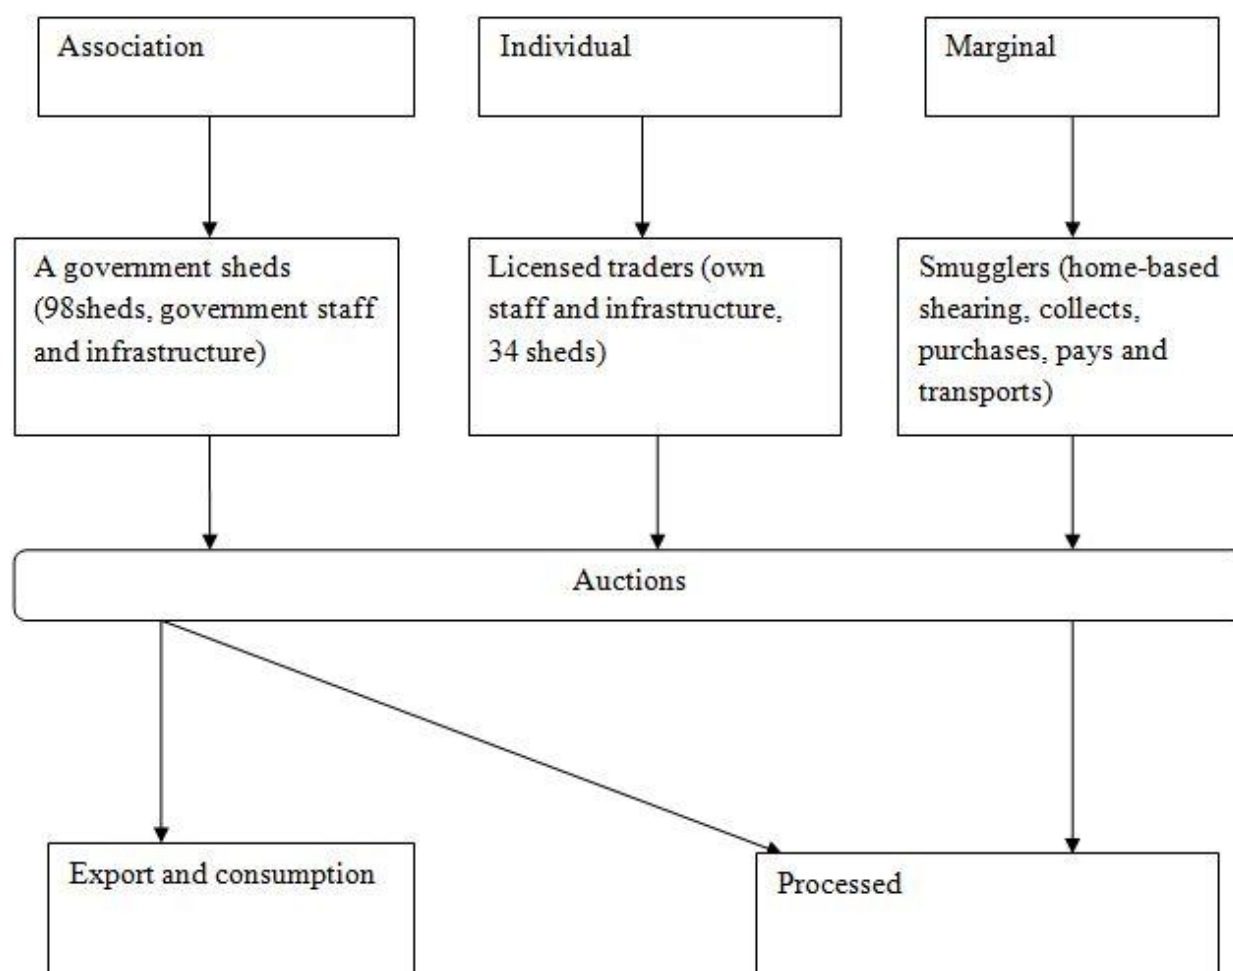 Association
Individual
Marginal
A government sheds
(98sheds, government staff
and infrastructure)
Licensed traders (own
staff and infrastructure,
34 sheds)
Smugglers (home-based
shearing, collects,
purchases, pays and
transports)
Auctions
Export and consumption
Processed